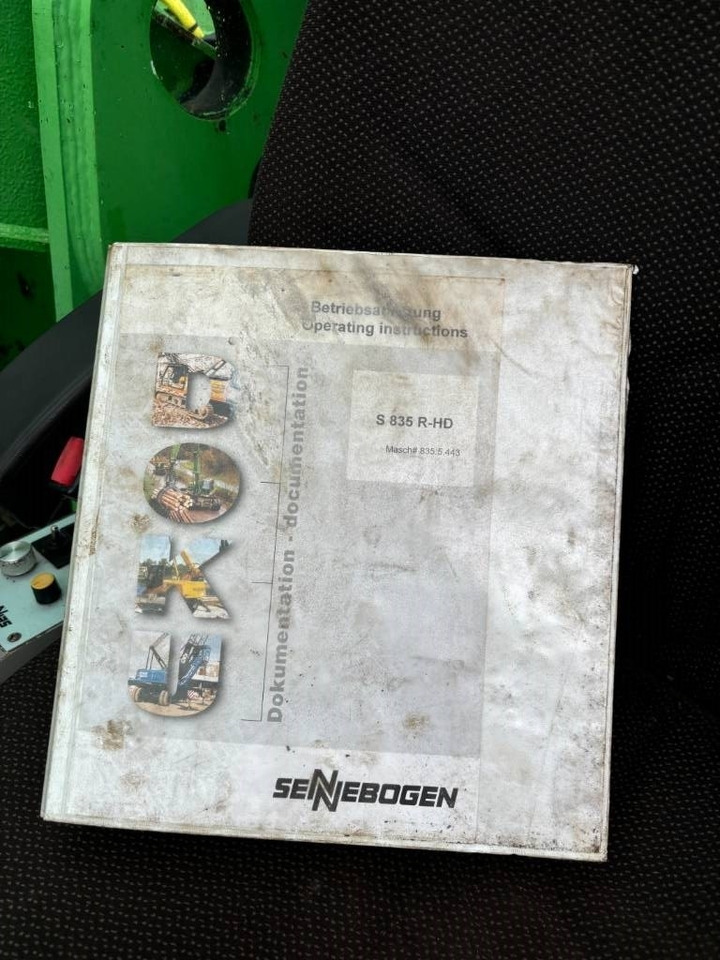 Operating instructions
S 835 R-HD
Masch# 835.5.443
Dokumentation - documentation
DOKU
SENNEBOGEN